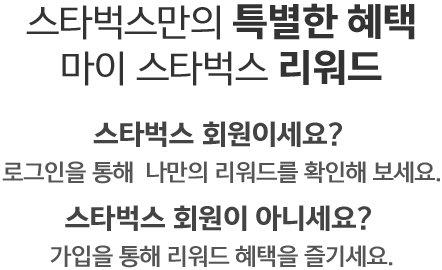 스타벅스만의 특별한 혜택
마이 스타벅스 리워드
스타벅스 회원이세요?
로그인을 통해 나만의 리워드를 확인해 보세요.
스타벅스 회원이 아니세요?
가입을 통해 리워드 혜택을 즐기세요.